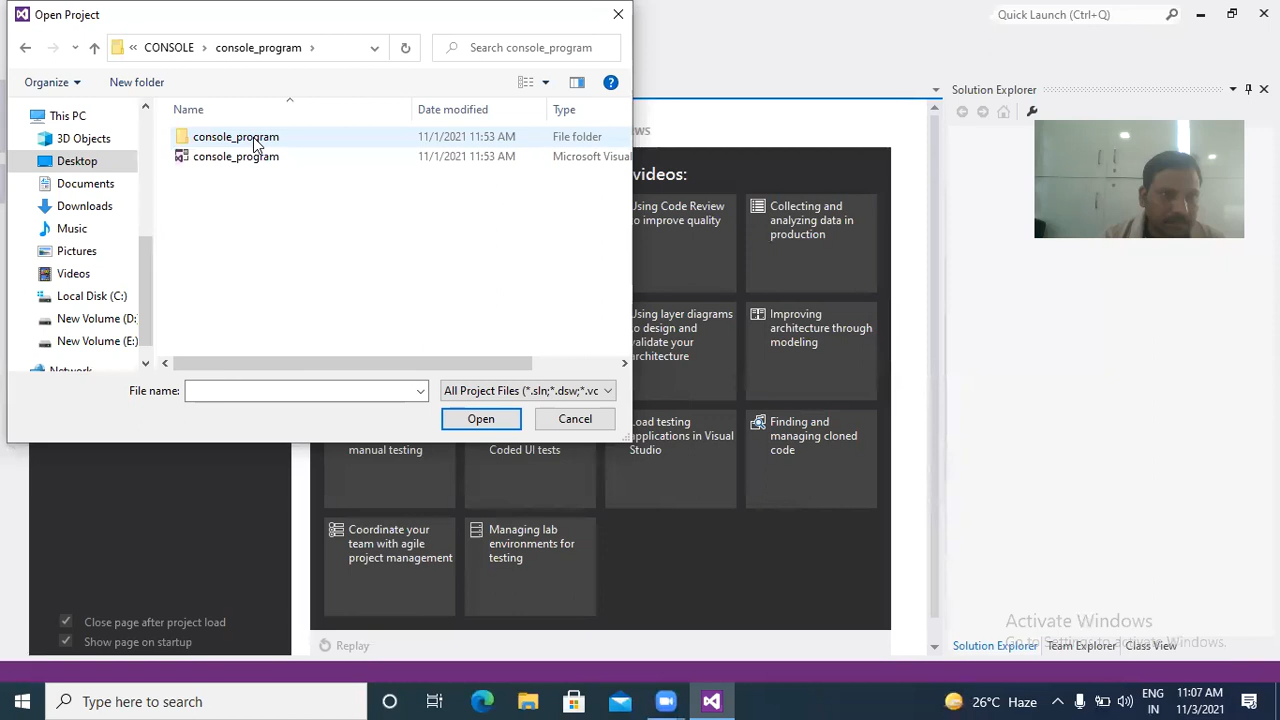 Open Project
Quick Launch (Ctrl+Q)
CONSOLE
console_program
Search console_program
Organize
New folder
Solution Explorer
This PC
3D Objects
Desktop
Documents
Downloads
Music
Pictures
Videos
Local Disk (C:)
New Volume (D:
New Volume (E:)
Network
Name
Date modified
Type
console_program
11/1/2021 11:53 AM
File folder
console_program
11/1/2021 11:53 AM
Microsoft Visual
File name:
All Project Files (*.sln;*.dsw;*.vc
Open
Cancel
videos:
Using Code Review
to improve quality
Collecting and
analyzing data in
production
Using layer diagrams
to design and
validate your
architecture
Improving
architecture through
modeling
manual testing
Coded UI tests
Load testing
applications in Visual
Studio
Finding and
managing cloned
code
Coordinate your
team with agile
project management
Managing lab
environments for
testing
Close page after project load
Show page on startup
Replay
Activate Windows
Go to Settings to activate Windows.
Solution Explorer
Team Explorer
Class View
Type here to search
26°C Haze
ENG
IN
11:07 AM
11/3/2021